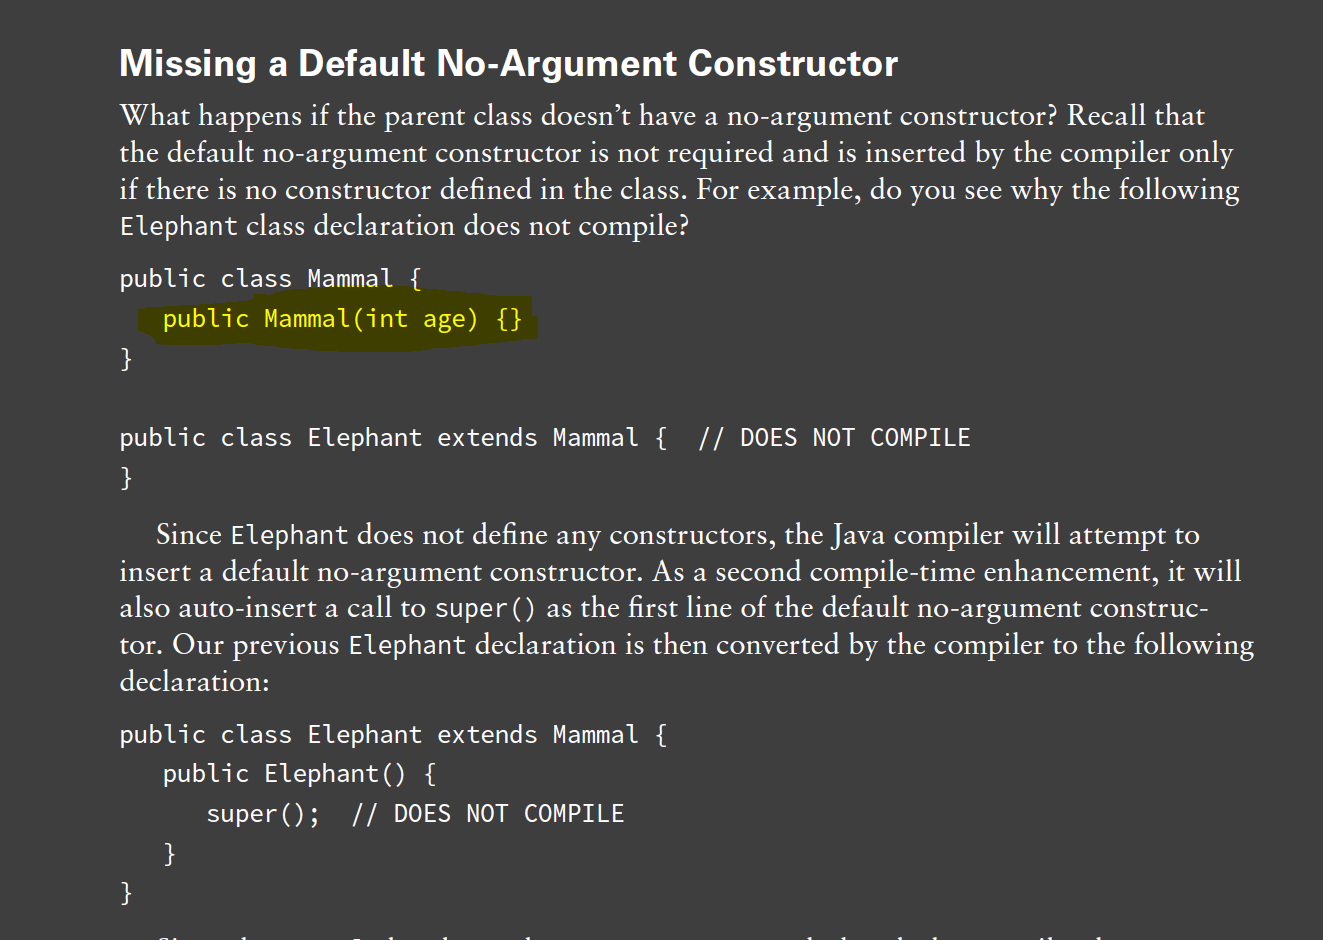 Missing a Default No-Argument Constructor
What happens if the parent class doesn’t have a no-argument constructor? Recall that
the default no-argument constructor is not required and is inserted by the compiler only
if there is no constructor defined in the class. For example, do you see why the following
Elephant class declaration does not compile?
public class Mammal {
public Mammal(int age) {}
}
public class Elephant extends Mammal {  // DOES NOT COMPILE
}
Since Elephant does not define any constructors, the Java compiler will attempt to
insert a default no-argument constructor. As a second compile-time enhancement, it will
also auto-insert a call to super() as the first line of the default no-argument construc-
tor. Our previous Elephant declaration is then converted by the compiler to the following
declaration:
public class Elephant extends Mammal {
public Elephant() {
super();  // DOES NOT COMPILE
}
}